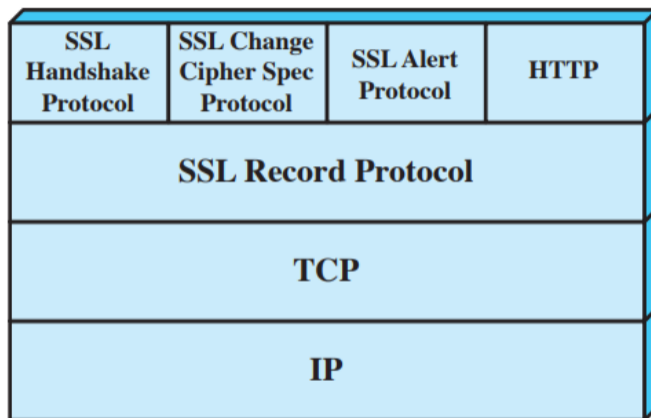 SSL
Handshake
Protocol
SSL Change
Cipher Spec
Protocol
SSL Alert
Protocol
HTTP
SSL Record Protocol
TCP
IP